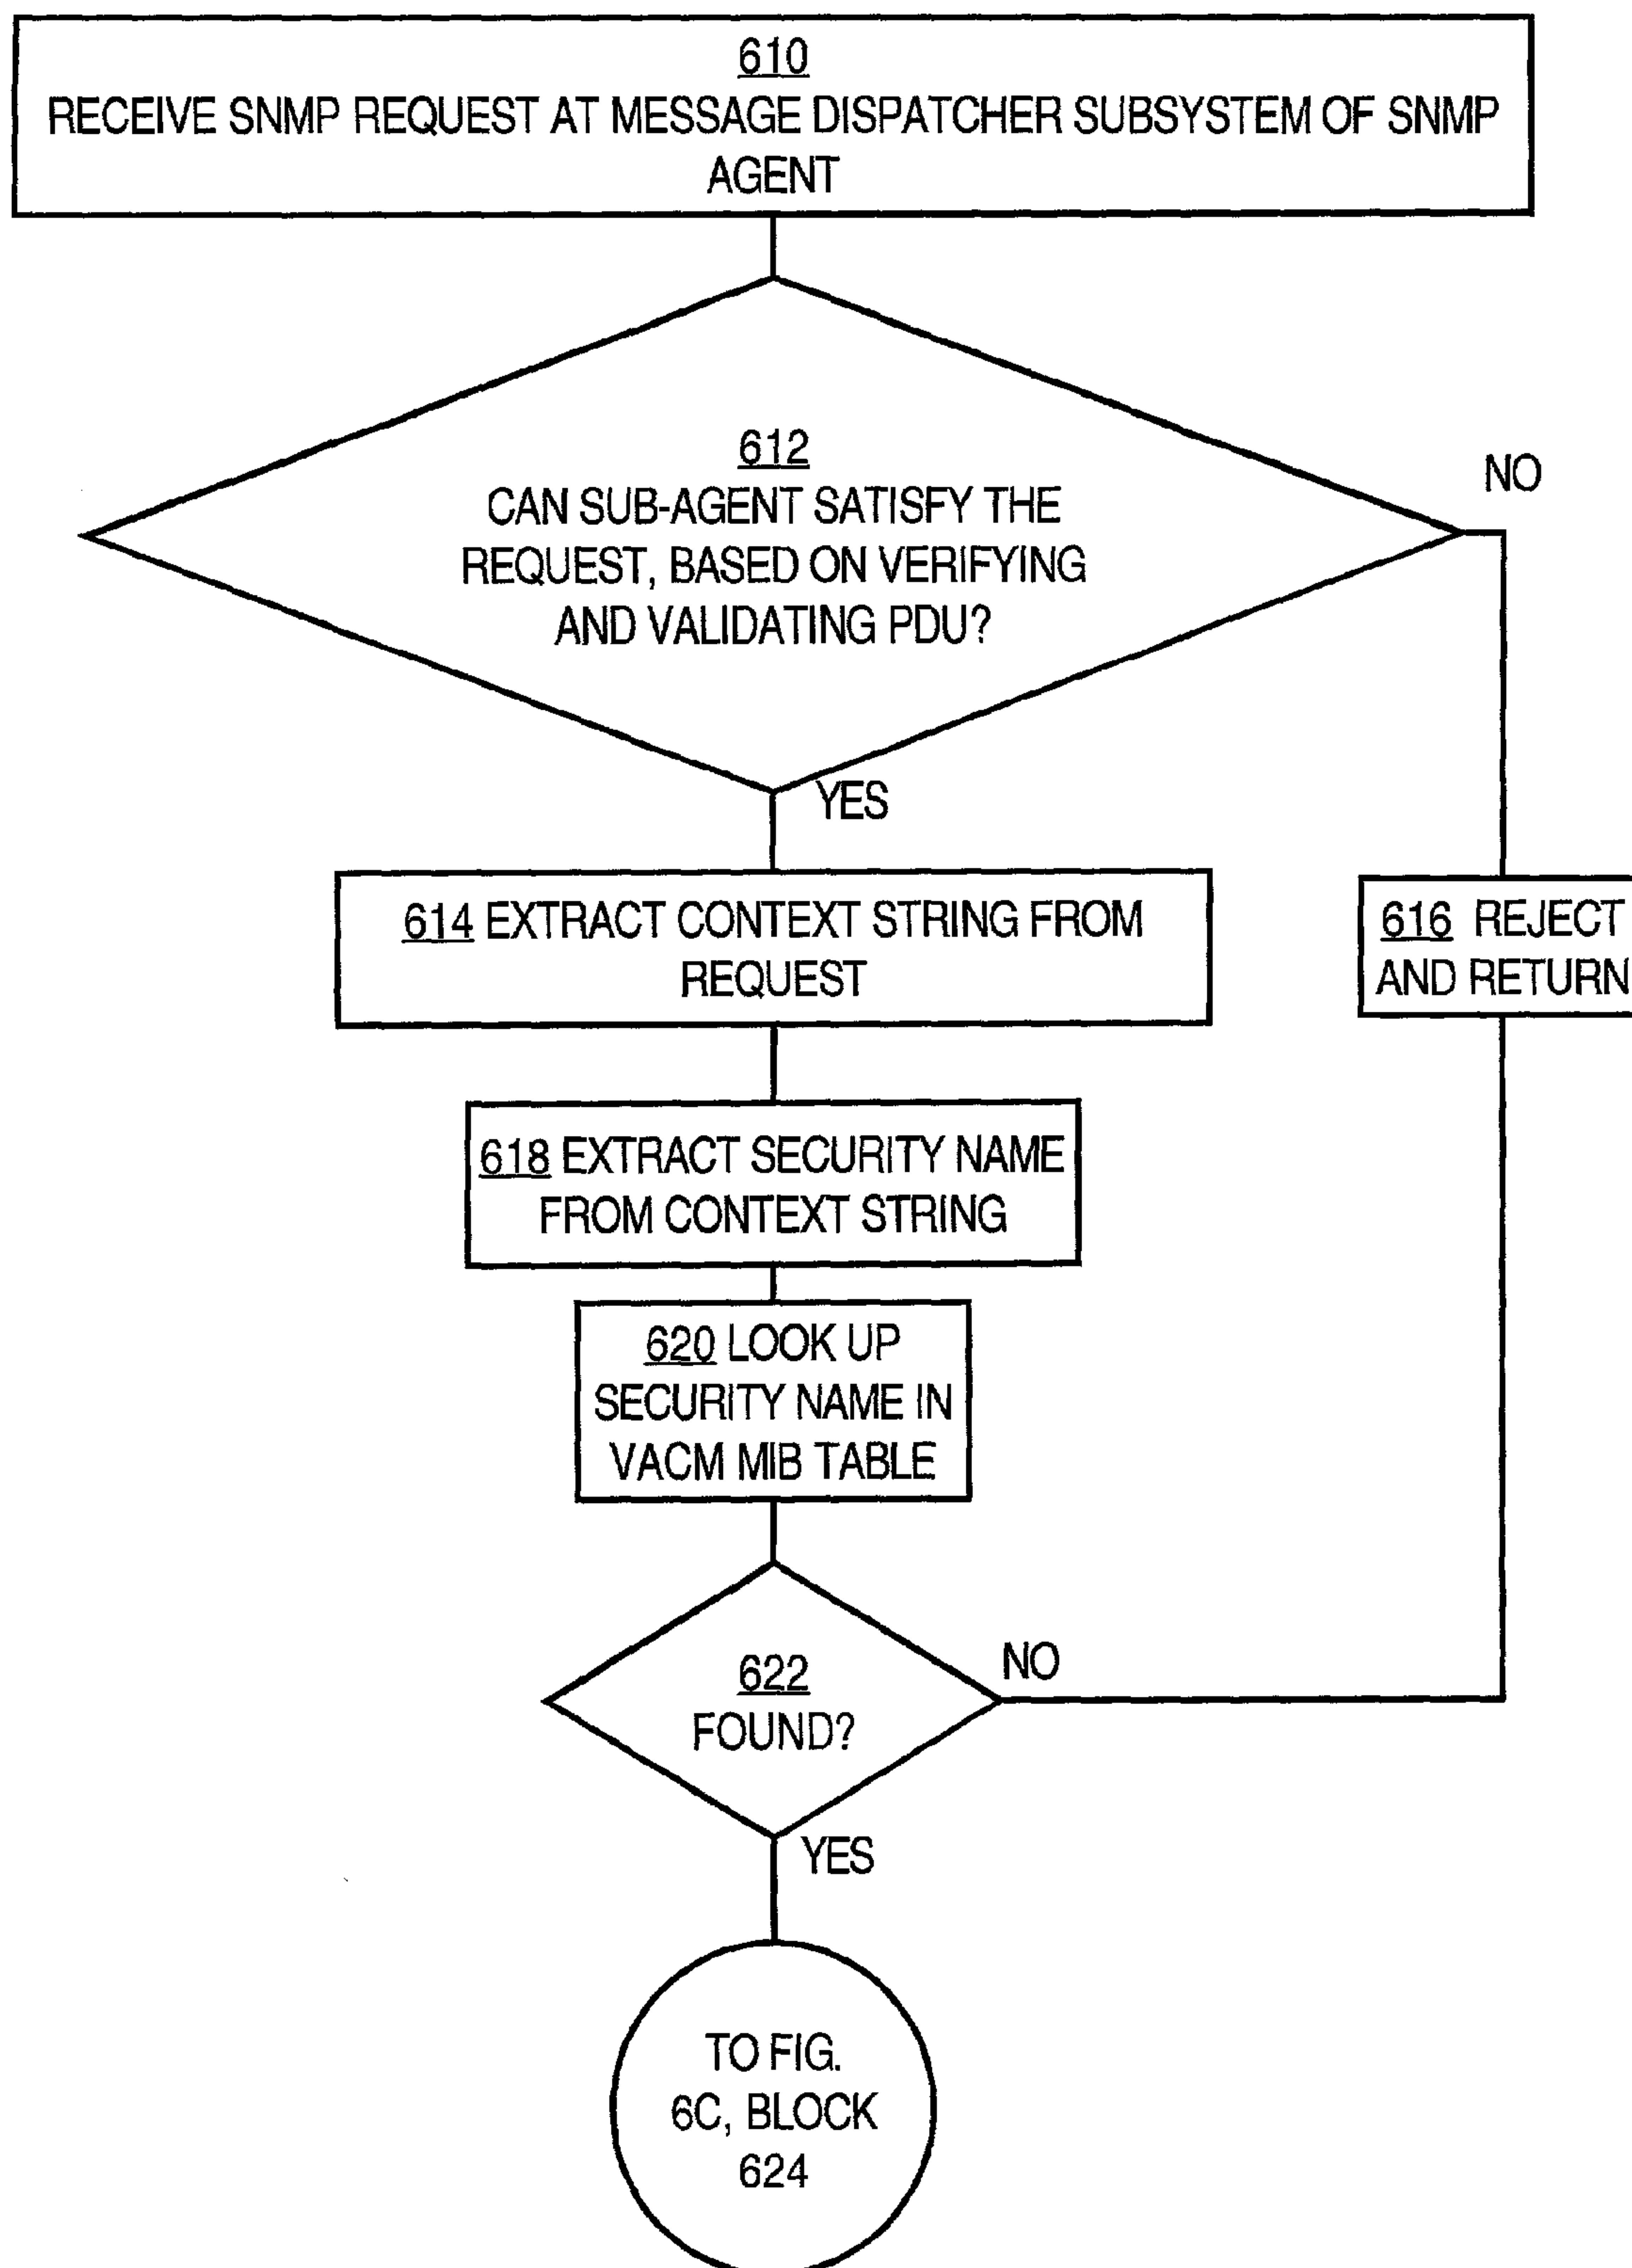 610
RECEIVE SNMP REQUEST AT MESSAGE DISPATCHER SUBSYSTEM OF SNMP
AGENT
612
CAN SUB-AGENT SATISFY THE
REQUEST, BASED ON VERIFYING
AND VALIDATING PDU?
NO
YES
614 EXTRACT CONTEXT STRING FROM
REQUEST
616 REJECT
AND RETURN
618 EXTRACT SECURITY NAME
FROM CONTEXT STRING
620 LOOK UP
SECURITY NAME IN
VACM MIB TABLE
622
FOUND?
NO
YES
TO FIG.
6C, BLOCK
624